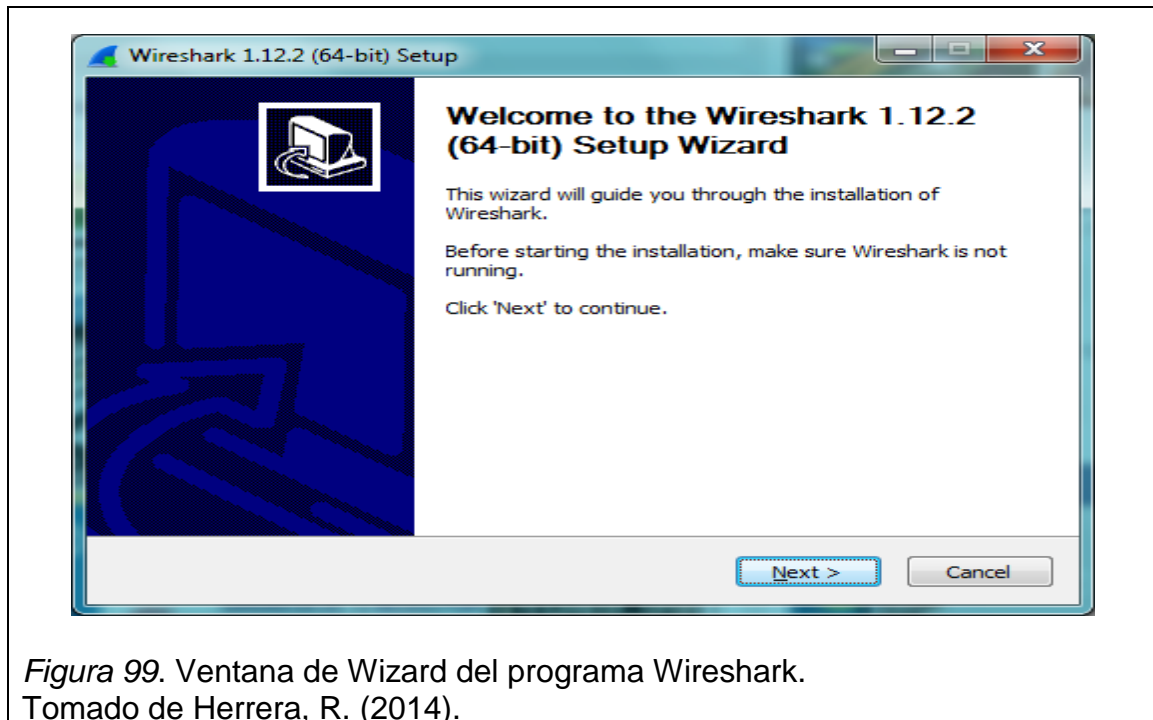 Wireshark 1.12.2 (64-bit) Setup
Welcome to the Wireshark 1.12.2
(64-bit) Setup Wizard
This wizard will guide you through the installation of
Wireshark.
Before starting the installation, make sure Wireshark is not
running.
Click 'Next' to continue.
Next >
Cancel
Figura 99. Ventana de Wizard del programa Wireshark.
Tomado de Herrera, R. (2014).